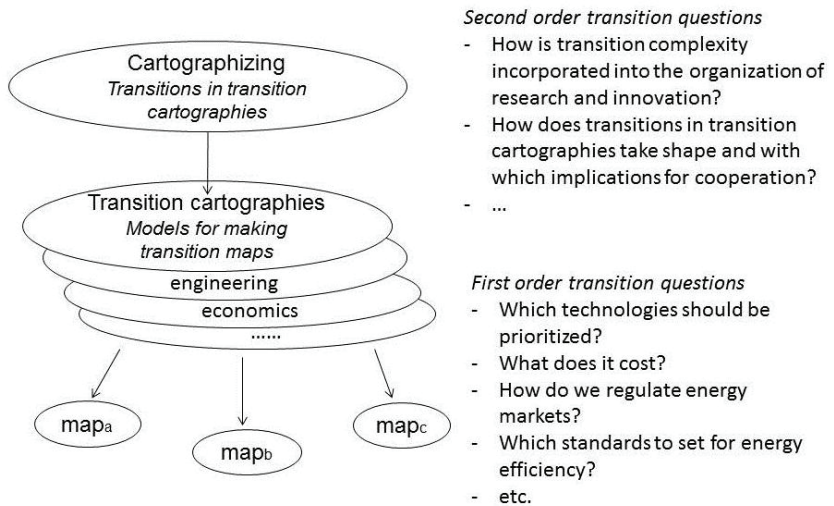 Cartographizing
Transitions in transition
cartographies
Transition cartographies
Models for making
transition maps
engineering
economics
......
mapa
mapb
mapc
Second order transition questions
- How is transition complexity
incorporated into the organization of
research and innovation?
- How does transitions in transition
cartographies take shape and with
which implications for cooperation?
- ...
First order transition questions
- Which technologies should be
prioritized?
- What does it cost?
- How do we regulate energy
markets?
- Which standards to set for energy
efficiency?
- etc.